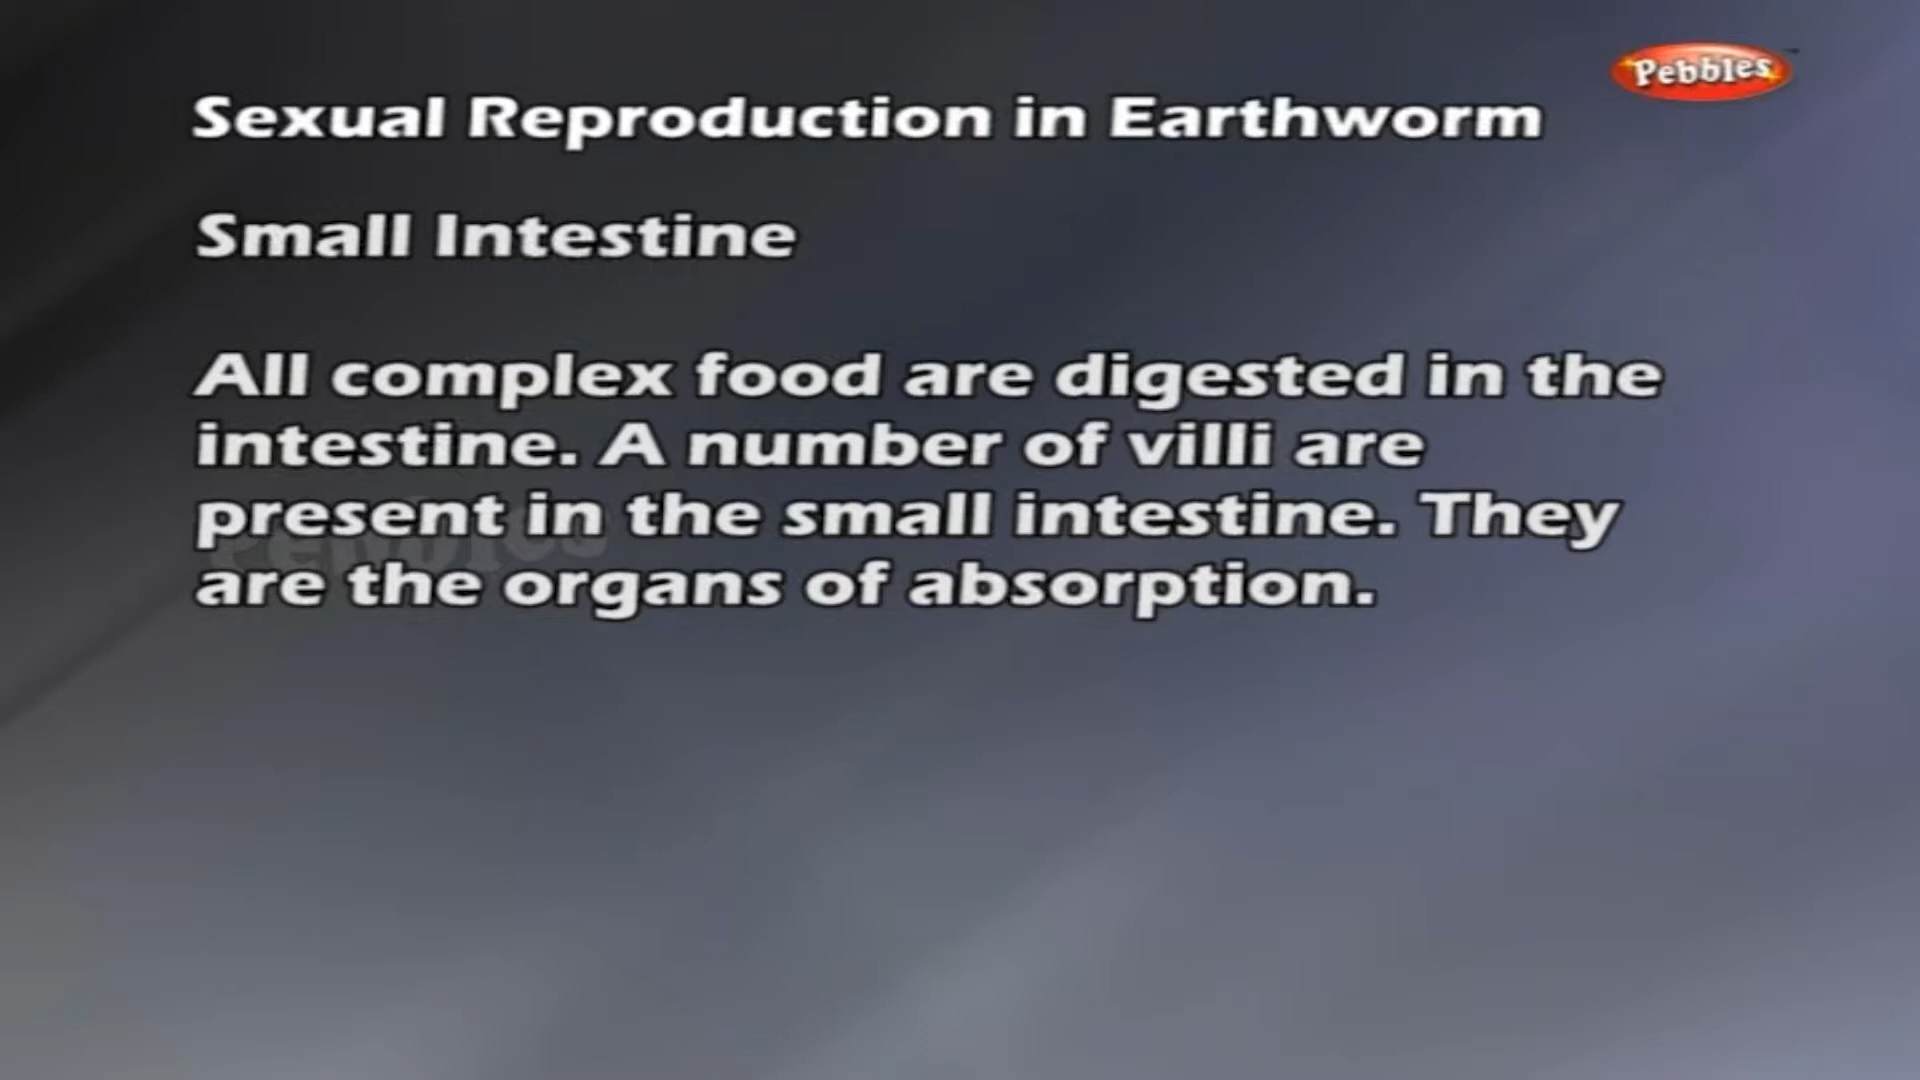 Pebbles
Sexual Reproduction in Earthworm
Small Intestine
All complex food are digested in the
intestine. A number of villi are
present in the small intestine. They
are the organs of absorption.
Pebbles